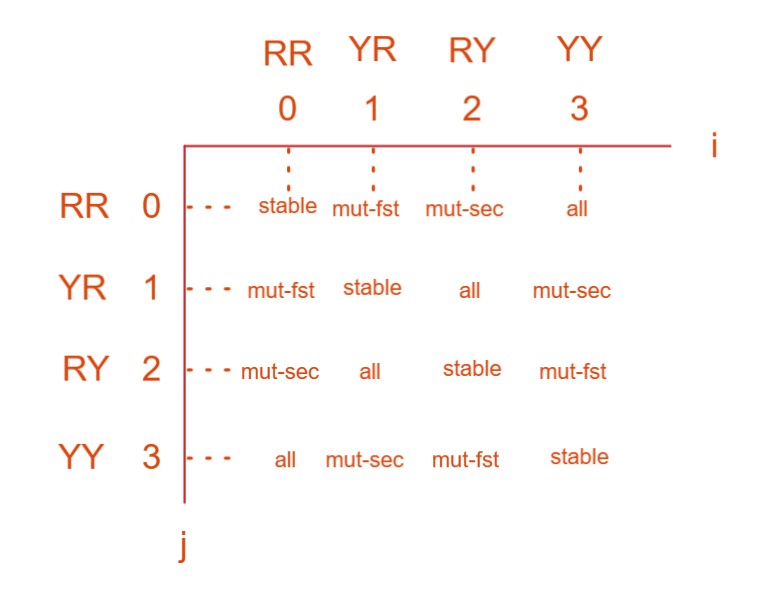 RR YR RY YY
0 1 2 3
i
RR 0 stable mut-fst mut-sec all
YR 1 mut-fst stable all mut-sec
RY 2 mut-sec all stable mut-fst
YY 3 all mut-sec mut-fst stable
j